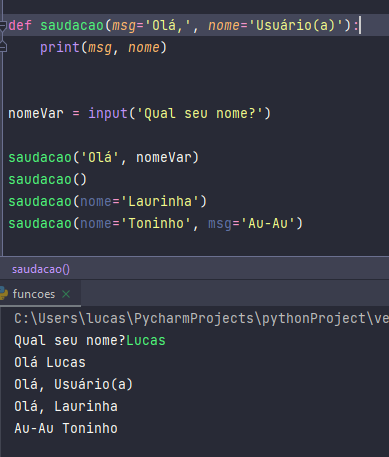 def saudacao(msg='Olá,', nome='Usuário(a)'):
    print(msg, nome)
nomeVar = input('Qual seu nome?')
saudacao('Olá', nomeVar)
saudacao()
saudacao(nome='Laurinha')
saudacao(nome='Toninho', msg='Au-Au')
saudacao()
funcoes
C:\Users\lucas\PycharmProjects\pythonProject\ve
Qual seu nome?Lucas
Olá Lucas
Olá, Usuário(a)
Olá, Laurinha
Au-Au Toninho